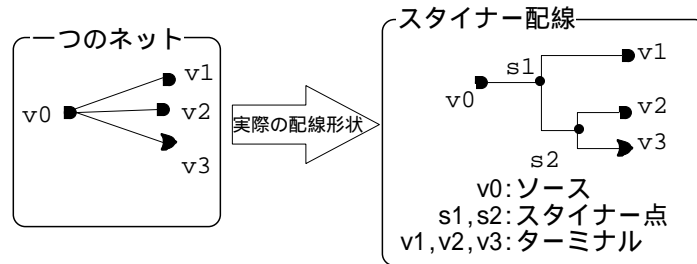 一つのネット
v0
v1
v2
v3
実際の配線形状
スタイナー配線
v0
s1
v1
v2
v3
s2
v0:ソース
s1,s2:スタイナー点
v1,v2,v3:ターミナル